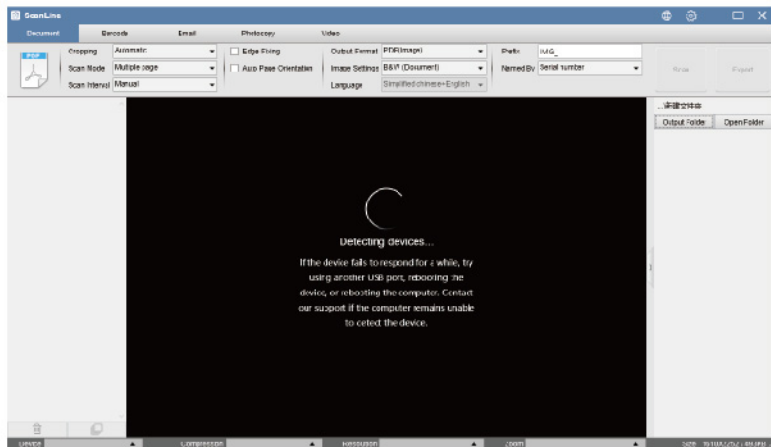 ScanLine
Document Barcode Email Photocopy Video
Cropping Automatic Edge Fixing Output Format PDF(Image) Prefix IMG_
PDF
Scan Mode Multiple page Auto Page Orientation Image Settings B&W (Document) Named By Serial number
Scan Interval Manual Language Simplified chinese+English
Export
Output Folder Open Folder
Detecting devices...
If the device fails to respond for a while, try
using another USB port, rebooting the
device, or rebooting the computer. Contact
our support if the computer remains unable
to detect the device.
Device Compression Resolution Zoom Size